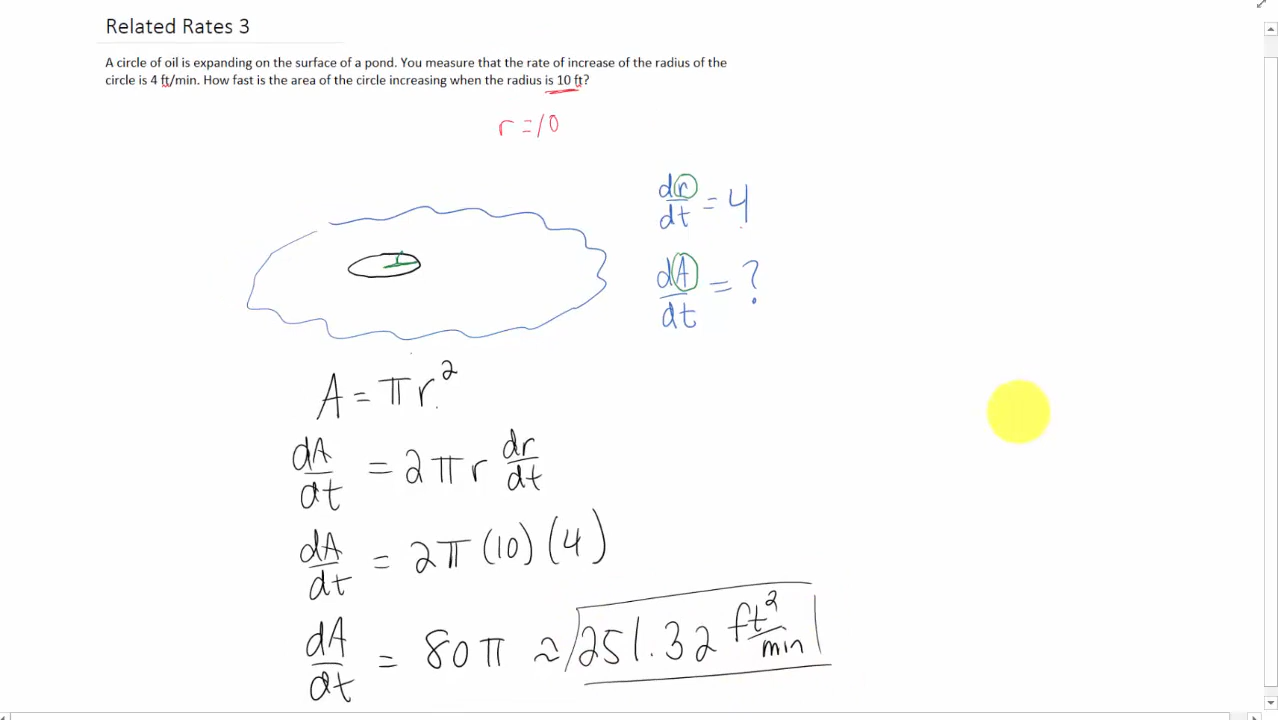 Related Rates 3
A circle of oil is expanding on the surface of a pond. You measure that the rate of increase of the radius of the
circle is 4 ft/min. How fast is the area of the circle increasing when the radius is 10 ft?
r = 10
dr/dt = 4
dA/dt = ?
r
A = πr²
dA/dt = 2πr dr/dt
dA/dt = 2π(10)(4)
dA/dt = 80π ≈ 251.32 ft²/min